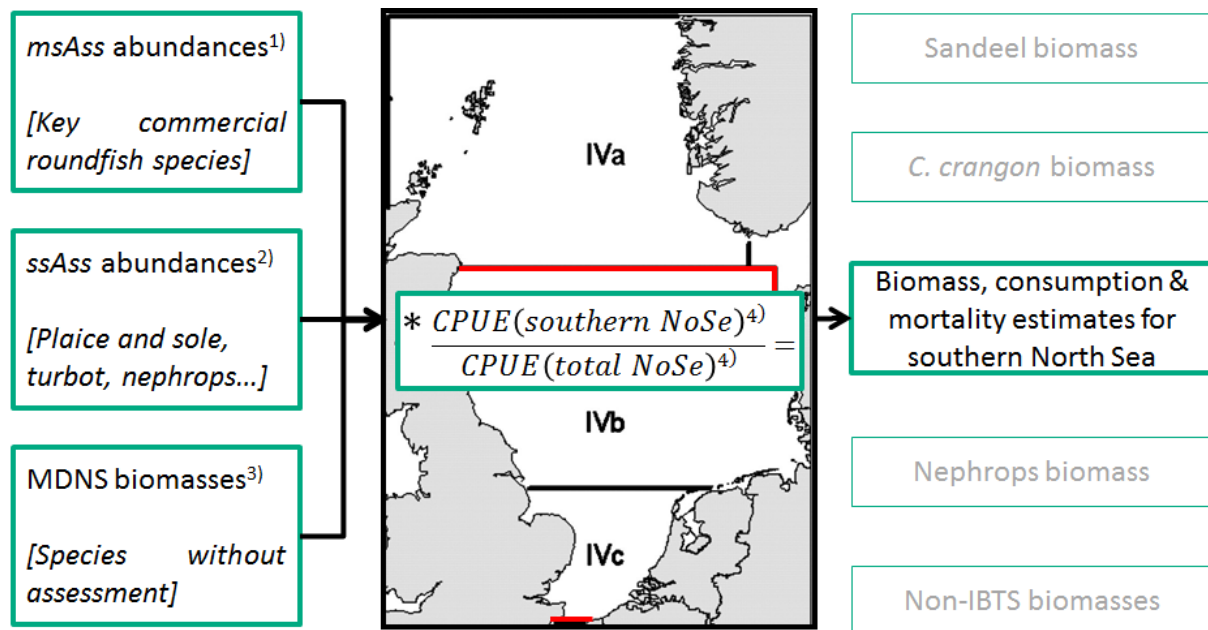 msAss abundances1)
[Key commercial
roundfish species]
ssAss abundances2)
[Plaice and sole,
turbot, nephrops...]
MDNS biomasses3)
[Species without
assessment]
IVa
* CPUE(southern NoSe)4)
CPUE(total NoSe)4) =
IVb
IVc
Sandeel biomass
C. crangon biomass
Biomass, consumption &
mortality estimates for
southern North Sea
Nephrops biomass
Non-IBTS biomasses